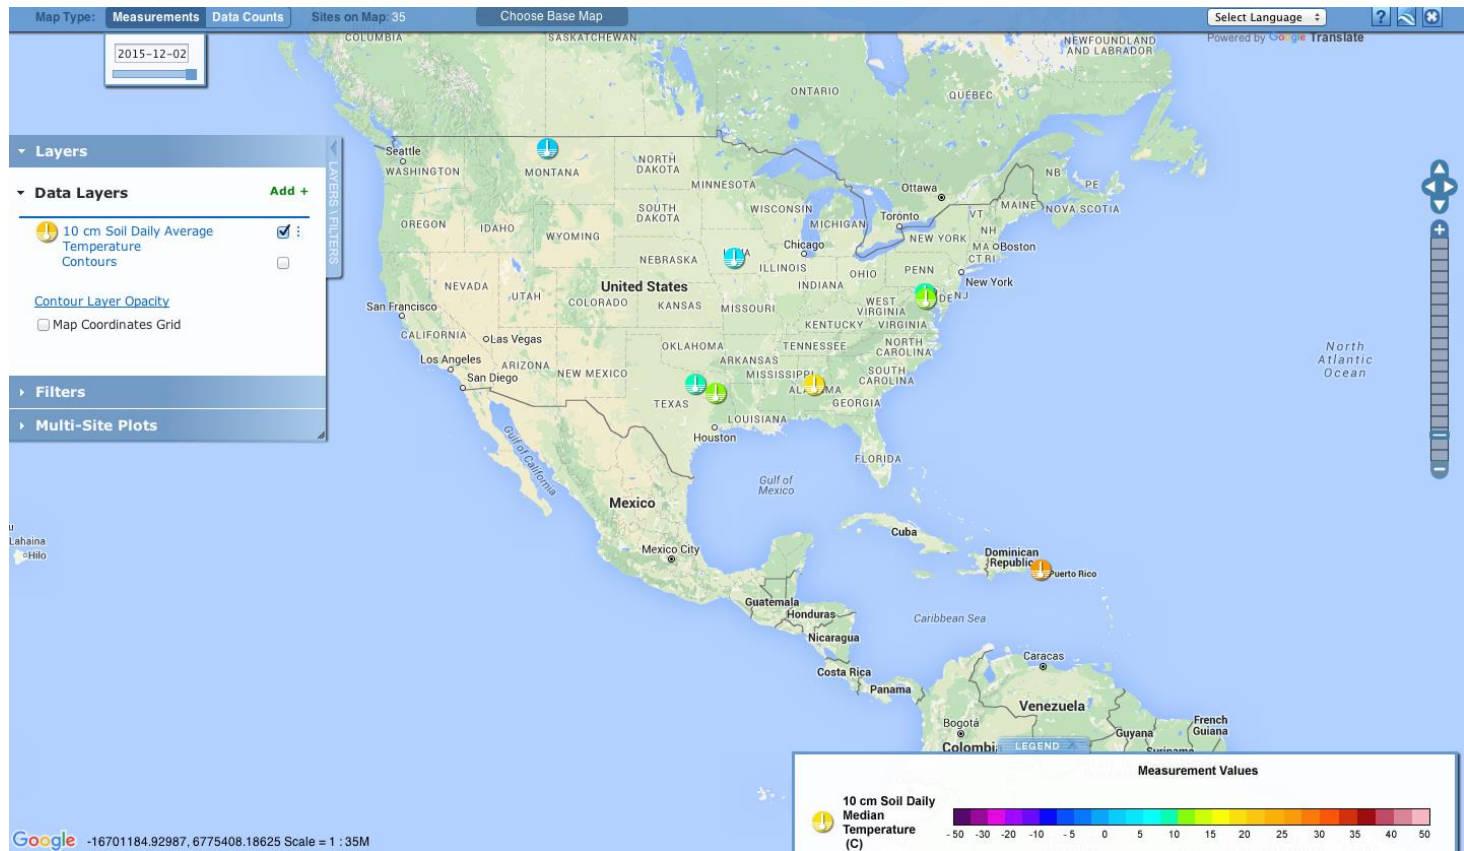 Map Type: Measurements Data Counts Sites on Map: 35 Choose Base Map Select Language ?
Powered by Google Translate
2015-12-02
Layers
Data Layers Add +
10 cm Soil Daily Average
Temperature
Contours
Contour Layer Opacity
Map Coordinates Grid
Filters
Multi-Site Plots
LAYERS \ FILTERS
COLUMBIA
SASKATCHEWAN
NEWFOUNDLAND
AND LABRADOR
ONTARIO
QUEBEC
Seattle
WASHINGTON
MONTANA
NORTH
DAKOTA
MINNESOTA
Ottawa
NB
PE
MAINE
NOVA SCOTIA
OREGON
IDAHO
WYOMING
SOUTH
DAKOTA
WISCONSIN
MICHIGAN
Toronto
VT
NH
NEW YORK
MA
Boston
CT RI
Chicago
NEBRASKA
ILLINOIS
INDIANA
OHIO
PENN
New York
NEVADA
UTAH
COLORADO
United States
KANSAS
MISSOURI
WEST
VIRGINIA
DE
NJ
San Francisco
CALIFORNIA
Las Vegas
KENTUCKY
VIRGINIA
OKLAHOMA
TENNESSEE
NORTH
CAROLINA
Los Angeles
ARIZONA
NEW MEXICO
ARKANSAS
MISSISSIPPI
SOUTH
CAROLINA
San Diego
TEXAS
GEORGIA
LOUISIANA
Houston
FLORIDA
Gulf of California
Gulf of
Mexico
Mexico
Mexico City
Cuba
Dominican
Republic
Puerto Rico
Guatemala
Honduras
Caribbean Sea
Nicaragua
Costa Rica
Panama
Caracas
Venezuela
Bogotá
Guyana
French
Guiana
North
Atlantic
Ocean
Lahaina
Hilo
LEGEND
Measurement Values
10 cm Soil Daily
Median
Temperature
(C)
-50 -30 -20 -10 -5 0 5 10 15 20 25 30 35 40 50
Google -16701184.92987, 6775408.18625 Scale = 1 : 35M